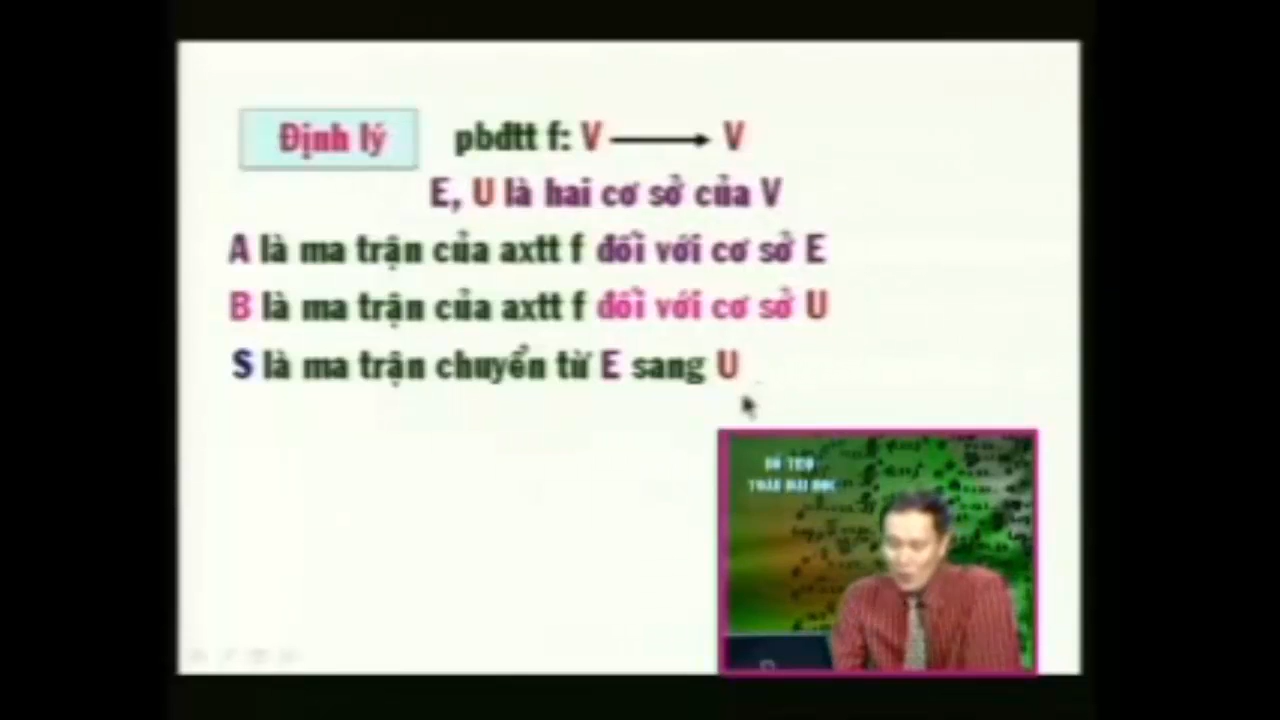 Định lý pbđtt f: V V
E, U là hai cơ sở của V
A là ma trận của axtt f đối với cơ sở E
B là ma trận của axtt f đối với cơ sở U
S là ma trận chuyển từ E sang U